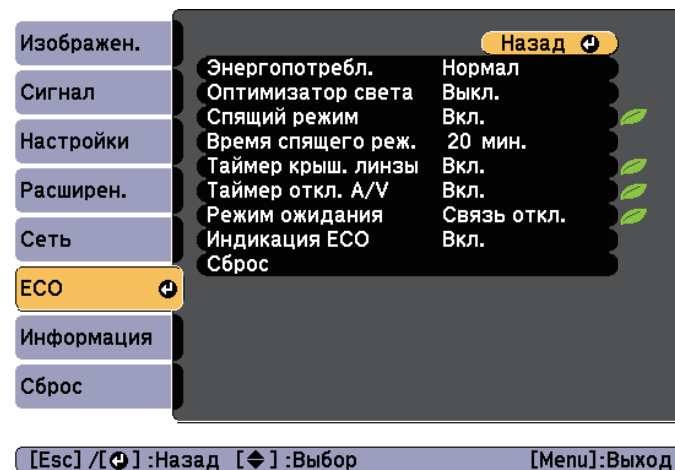 Изображен.
Сигнал
Настройки
Расширен.
Сеть
ECO
Информация
Сброс
Назад
Энергопотребл. Нормал
Оптимизатор света Выкл.
Спящий режим Вкл.
Время спящего реж. 20 мин.
Таймер крыш. линзы Вкл.
Таймер откл. A/V Вкл.
Режим ожидания Связь откл.
Индикация ECO Вкл.
Сброс
[Esc] /[⏎] :Назад [◆] :Выбор [Menu]:Выход